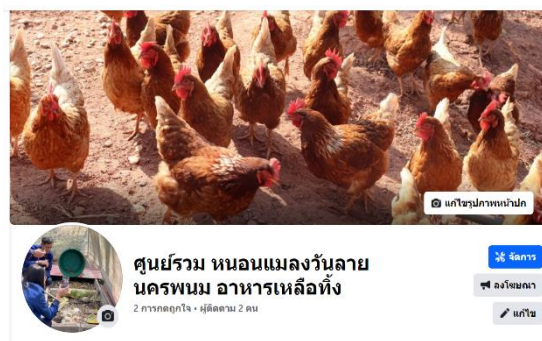 แก้ไขรูปภาพหน้าปก
ศูนย์รวม หนอนแมลงวันลาย
นครพนม อาหารเหลือทิ้ง
2 การกดถูกใจ • ผู้ติดตาม 2 คน
จัดการ
ลงโฆษณา
แก้ไข